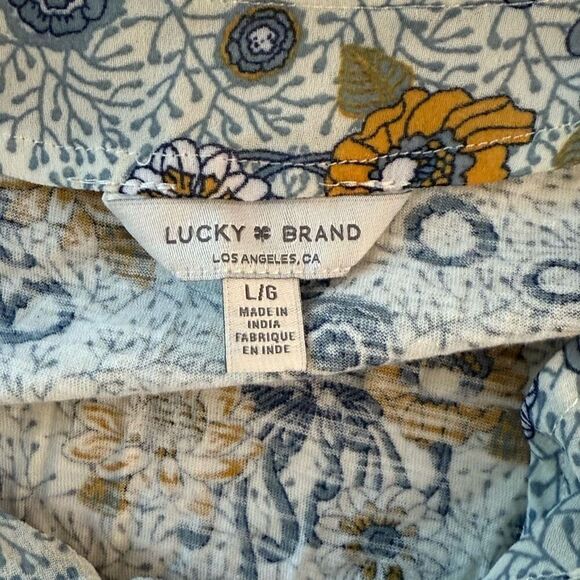 LUCKY BRAND
LOS ANGELES, CA
L/G
MADE IN
INDIA
FABRIQUE
EN INDE